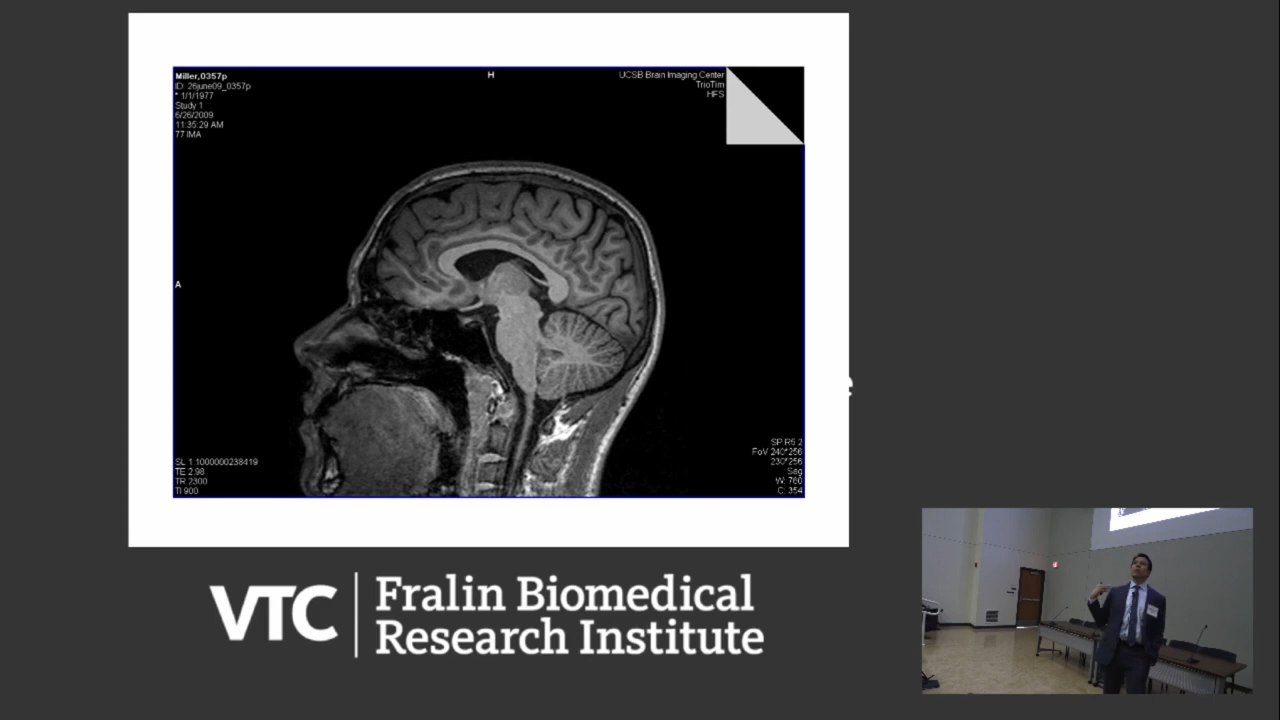 Miller,0357p
ID: 26june09_0357p
* 1/1/1977
Study 1
6/26/2009
11:35:29 AM
77 IMA
H
UCSB Brain Imaging Center
TrioTim
HFS
A
SL 1.1000000238419
TE 2.98
TR 2300
TI 900
SP R6.2
FoV 240*256
230*256
Sag
W: 760
C: 354
e
VTC
Fralin Biomedical
Research Institute